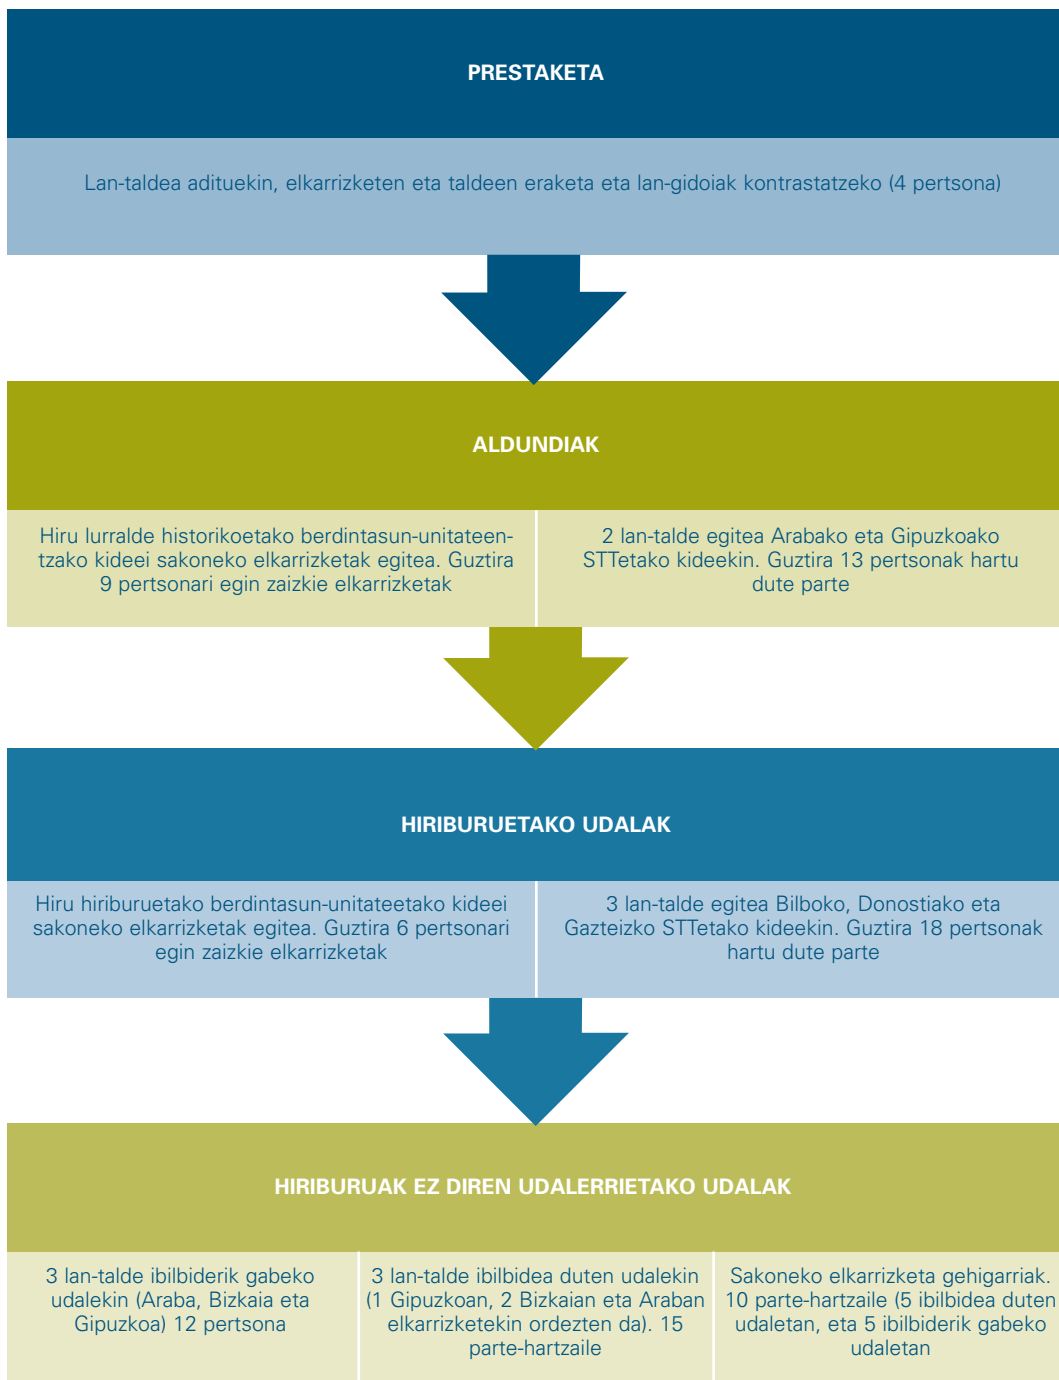 PRESTAKETA
Lan-taldea adituekin, elkarrizketen eta taldeen eraketa eta lan-gidoiak kontrastatzeko (4 pertsona)
ALDUNDIAK
Hiru lurralde historikoetako berdintasun-unitateen-
tzako kideei sakoneko elkarrizketak egitea. Guztira
9 pertsonari egin zaizkie elkarrizketak
2 lan-talde egitea Arabako eta Gipuzkoako
STTetako kideekin. Guztira 13 pertsonak hartu
dute parte
HIRIBURUETAKO UDALAK
Hiru hiriburuetako berdintasun-unitateetako kideei
sakoneko elkarrizketak egitea. Guztira 6 pertsonari
egin zaizkie elkarrizketak
3 lan-talde egitea Bilboko, Donostiako eta
Gazteizko STTetako kideekin. Guztira 18 pertsonak
hartu dute parte
HIRIBURUAK EZ DIREN UDALERRIETAKO UDALAK
3 lan-talde ibilbiderik gabeko
udalekin (Araba, Bizkaia eta
Gipuzkoa) 12 pertsona
3 lan-talde ibilbidea duten udalekin
(1 Gipuzkoan, 2 Bizkaian eta Araban
elkarrizketekin ordezten da). 15
parte-hartzaile
Sakoneko elkarrizketa gehigarriak.
10 parte-hartzaile (5 ibilbidea duten
udaletan, eta 5 ibilbiderik gabeko
udaletan